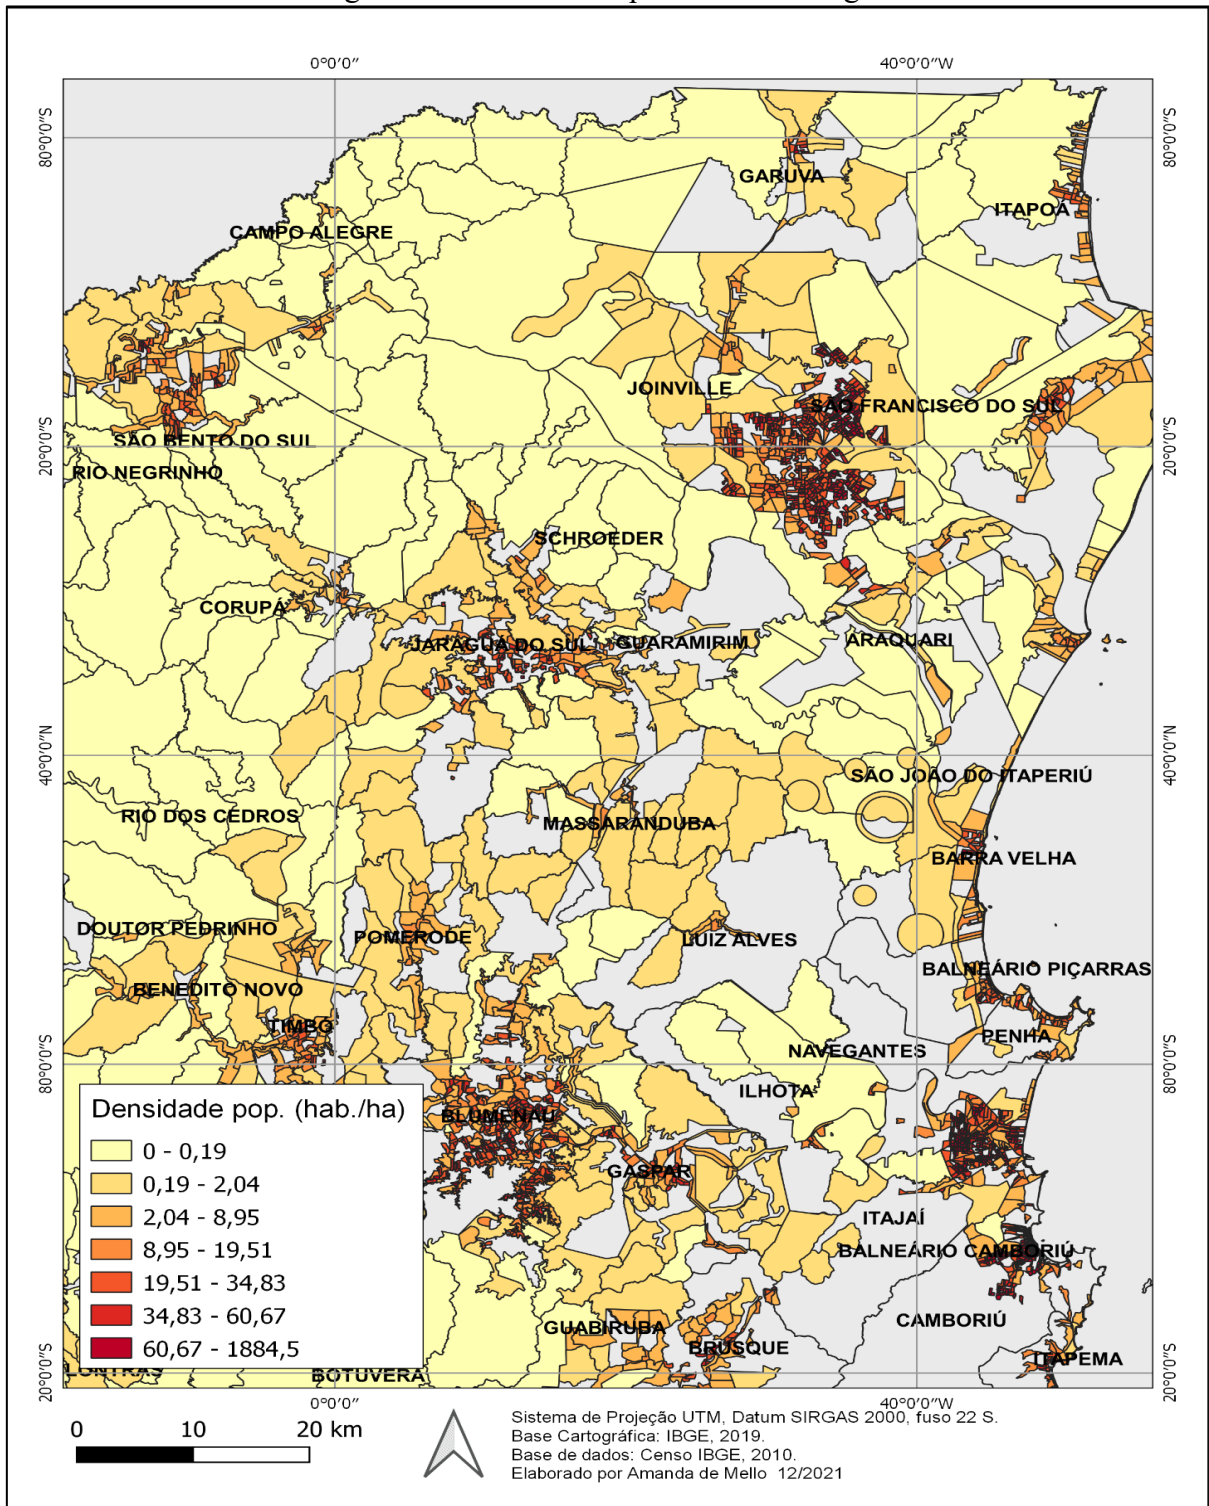 0°0'0"
40°0'0"W
80°0'0"S
80°0'0"S
GARUVA
ITAPOÁ
CAMPO ALEGRE
JOINVILLE
SÃO FRANCISCO DO SUL
SÃO BENTO DO SUL
20°0'0"S
20°0'0"S
RIO NEGRINHO
SCHROEDER
CORUPÁ
JARAGUÁ DO SUL
GUARAMIRIM
ARAQUARI
40°0'0"N
40°0'0"N
SÃO JOÃO DO ITAPERIÚ
RIO DOS CEDROS
MASSARANDUBA
BARRA VELHA
DOUTOR PEDRINHO
POMERODE
LUIZ ALVES
BALNEÁRIO PIÇARRAS
BENEDITO NOVO
TIMBÓ
PENHA
NAVEGANTES
80°0'0"S
80°0'0"S
ILHOTA
Densidade pop. (hab./ha)
0 - 0,19
0,19 - 2,04
2,04 - 8,95
8,95 - 19,51
19,51 - 34,83
34,83 - 60,67
60,67 - 1884,5
BLUMENAU
GASPAR
ITAJAÍ
BALNEÁRIO CAMBORIÚ
CAMBORIÚ
GUABIRUBA
BRUSQUE
ITAPEMA
LONTRAS
BOTUVERÁ
20°0'0"S
20°0'0"S
0°0'0"
40°0'0"W
0 10 20 km
Sistema de Projeção UTM, Datum SIRGAS 2000, fuso 22 S.
Base Cartográfica: IBGE, 2019.
Base de dados: Censo IBGE, 2010.
Elaborado por Amanda de Mello 12/2021